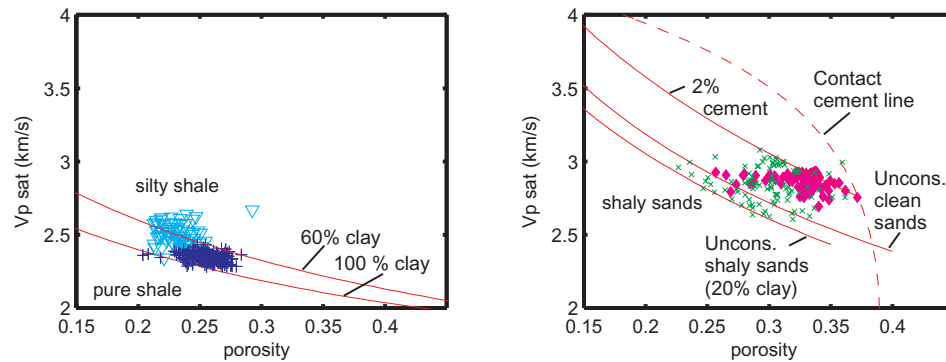 4
3.5
3
2.5
2
Vp sat (km/s)
silty shale
60% clay
100 % clay
pure shale
0.15 0.2 0.25 0.3 0.35 0.4
porosity
4
3.5
3
2.5
2
Vp sat (km/s)
2%
cement
Contact
cement line
shaly sands
Uncons.
clean
sands
Uncons.
shaly sands
(20% clay)
0.15 0.2 0.25 0.3 0.35 0.4
porosity